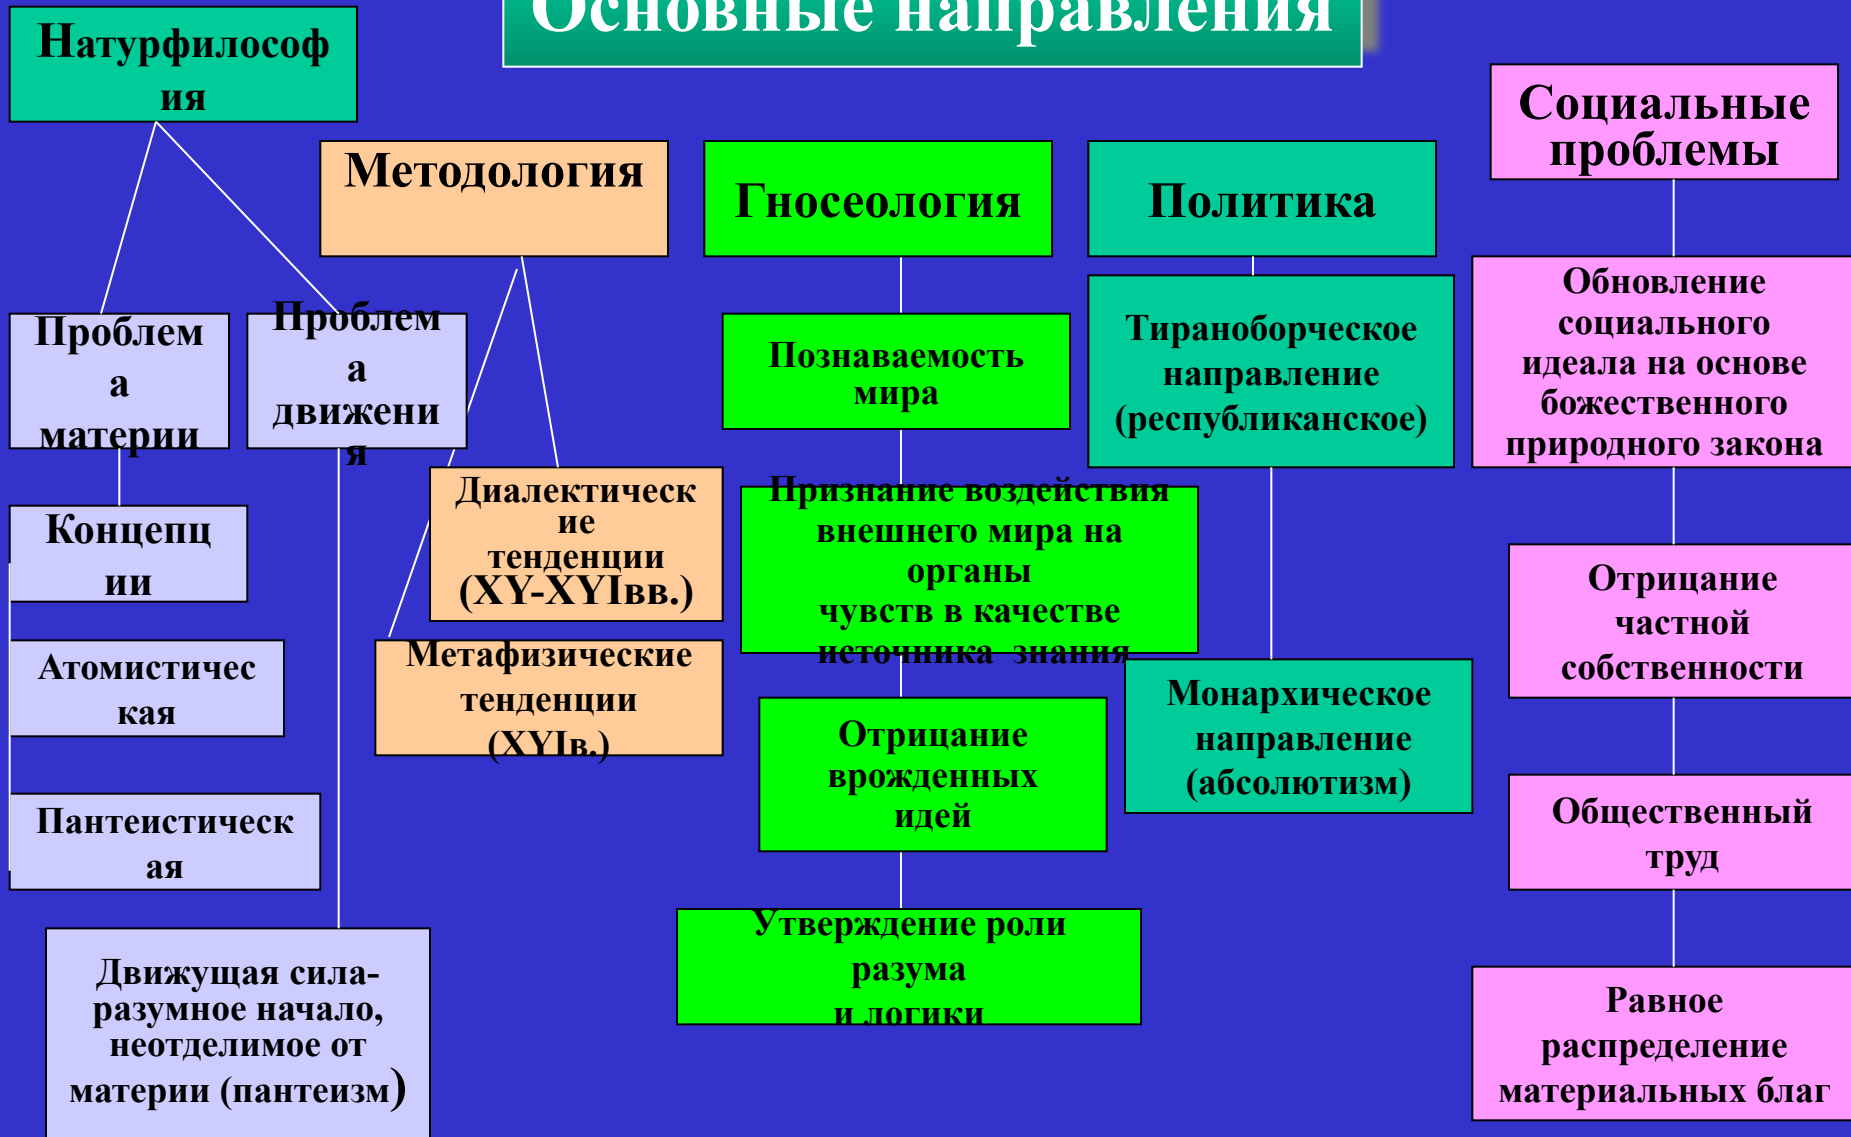 Основные направления
Натурфилософ
ия
Проблем
а
материи
Проблем
а
движени
я
Концепц
ии
Атомистичес
кая
Пантеистическ
ая
Движущая сила-
разумное начало,
неотделимое от
материи (пантеизм)
Методология
Диалектическ
ие
тенденции
(XY-XYIвв.)
Метафизические
тенденции
(XYIв.)
Гносеология
Познаваемость
мира
Признание воздействия
внешнего мира на
органы
чувств в качестве
источника знания
Отрицание
врожденных
идей
Утверждение роли
разума
и логики
Политика
Тираноборческое
направление
(республиканское)
Монархическое
направление
(абсолютизм)
Социальные
проблемы
Обновление
социального
идеала на основе
божественного
природного закона
Отрицание
частной
собственности
Общественный
труд
Равное
распределение
материальных благ